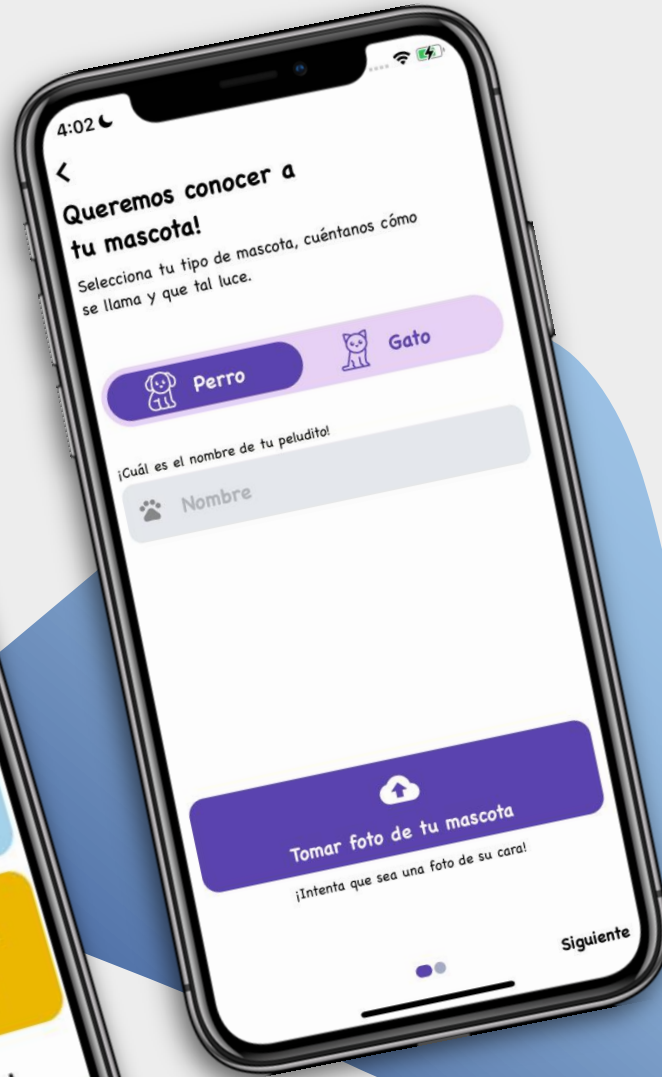 4:02
Queremos conocer a
tu mascota!
Selecciona tu tipo de mascota, cuéntanos cómo
se llama y que tal luce.
Perro
Gato
¡Cuál es el nombre de tu peludito!
Nombre
Tomar foto de tu mascota
¡Intenta que sea una foto de su cara!
Siguiente